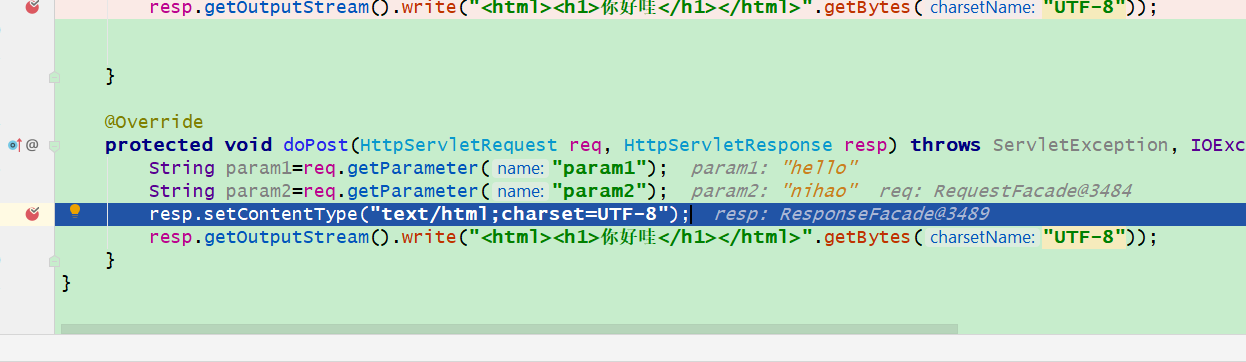 resp.getOutputStream().write("<html><h1>你好哇</h1></html>".getBytes( charsetName: "UTF-8"));
}
@Override
protected void doPost(HttpServletRequest req, HttpServletResponse resp) throws ServletException, IOExc
String param1=req.getParameter( name: "param1"); param1: "hello"
String param2=req.getParameter( name: "param2"); param2: "nihao" req: RequestFacade@3484
resp.setContentType("text/html;charset=UTF-8"); resp: ResponseFacade@3489
resp.getOutputStream().write("<html><h1>你好哇</h1></html>".getBytes( charsetName: "UTF-8"));
}
}